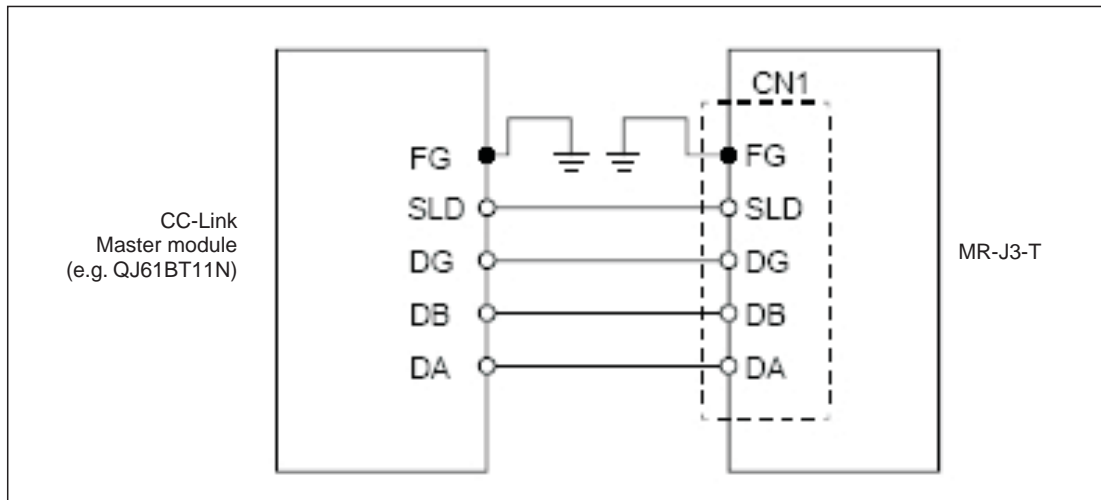 CN1
FG
FG
SLD
SLD
CC-Link
Master module
(e.g. QJ61BT11N)
DG
DG
MR-J3-T
DB
DB
DA
DA